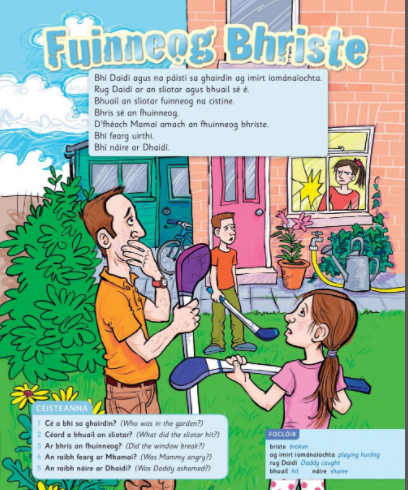 Fuinneog Bhriste
Bhí Daidí agus na páistí sa ghairdín ag imirt iománaíochta.
Rug Daidí ar an sliotar agus bhuail sé é.
Bhuail an sliotar fuinneog na cistine.
Bhris sé an fhuinneog.
D'fhéach Mamaí amach an fhuinneog bhriste.
Bhí fearg uirthi.
Bhí náire ar Dhaidí.
CEISTEANNA
1 Cé a bhí sa ghairdín? (Who was in the garden?)
2 Céard a bhuail an sliotar? (What did the sliotar hit?)
3 Ar bhris an fhuinneog? (Did the window break?)
4 An raibh fearg ar Mhamaí? (Was Mammy angry?)
5 An raibh náire ar Dhaidí? (Was Daddy ashamed?)
FOCLÓIR
briste broken
ag imirt iománaíochta playing hurling
rug Daidí Daddy caught
bhuail hit náire shame